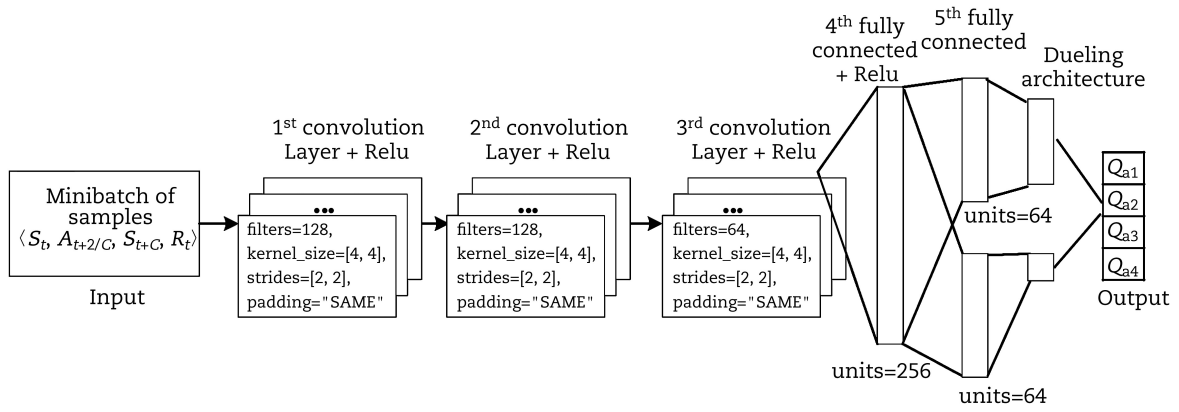 Minibatch of
samples
⟨St, At+2/C, St+C, Rt⟩
Input
1st convolution
Layer + Relu
•••
filters=128,
kernel_size=[4, 4],
strides=[2, 2],
padding="SAME"
2nd convolution
Layer + Relu
•••
filters=128,
kernel_size=[4, 4],
strides=[2, 2],
padding="SAME"
3rd convolution
Layer + Relu
•••
filters=64,
kernel_size=[4, 4],
strides=[2, 2],
padding="SAME"
4th fully
connected
+ Relu
units=256
5th fully
connected
units=64
units=64
Dueling
architecture
Qa1
Qa2
Qa3
Qa4
Output